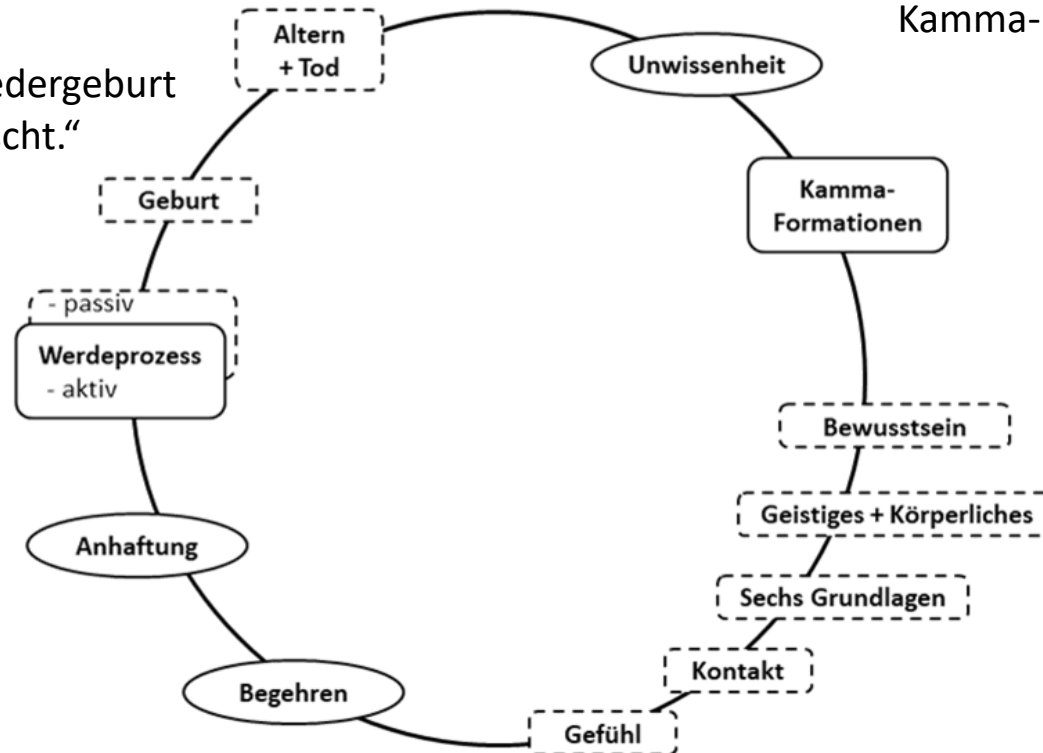 Kamma-
edergeburt
scht.“
Altern
+ Tod
Unwissenheit
Geburt
Kamma-
Formationen
- passiv
Werdeprozess
- aktiv
Bewusstsein
Geistiges + Körperliches
Anhaftung
Sechs Grundlagen
Kontakt
Begehren
Gefühl